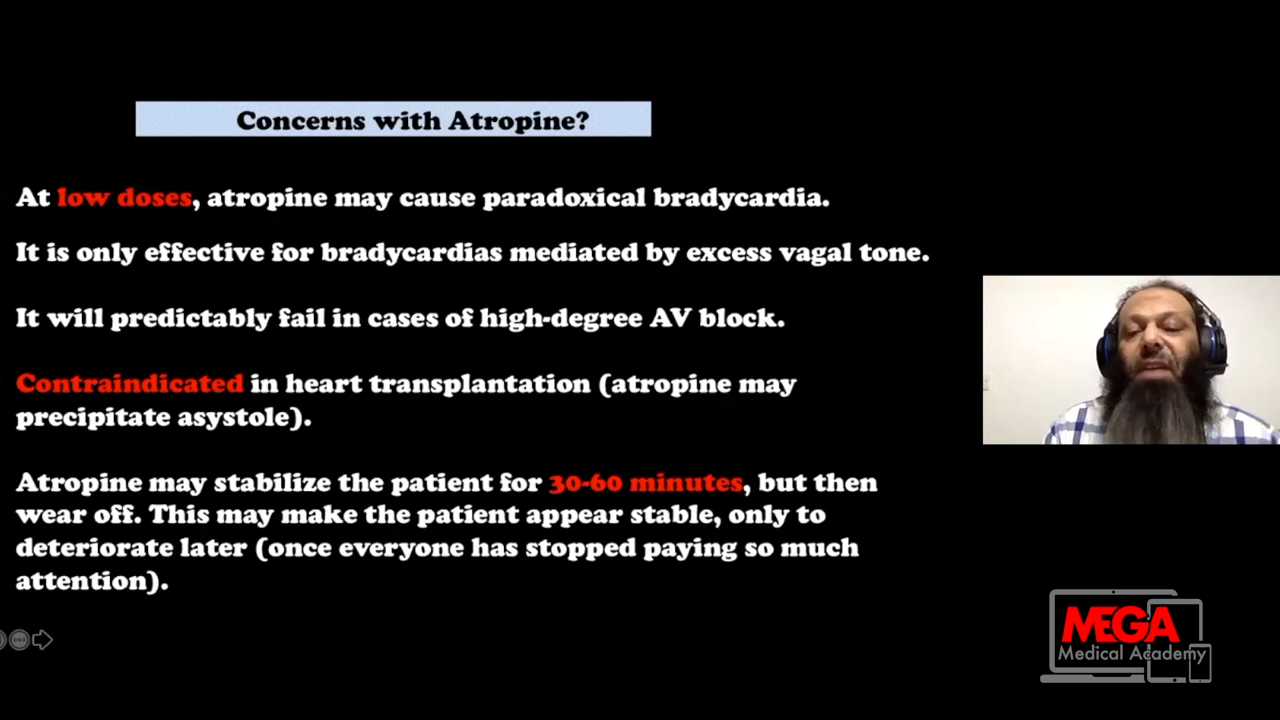 Concerns with Atropine?
At low doses, atropine may cause paradoxical bradycardia.
It is only effective for bradycardias mediated by excess vagal tone.
It will predictably fail in cases of high-degree AV block.
Contraindicated in heart transplantation (atropine may
precipitate asystole).
Atropine may stabilize the patient for 30-60 minutes, but then
wear off. This may make the patient appear stable, only to
deteriorate later (once everyone has stopped paying so much
attention).
MEGA
Medical Academy